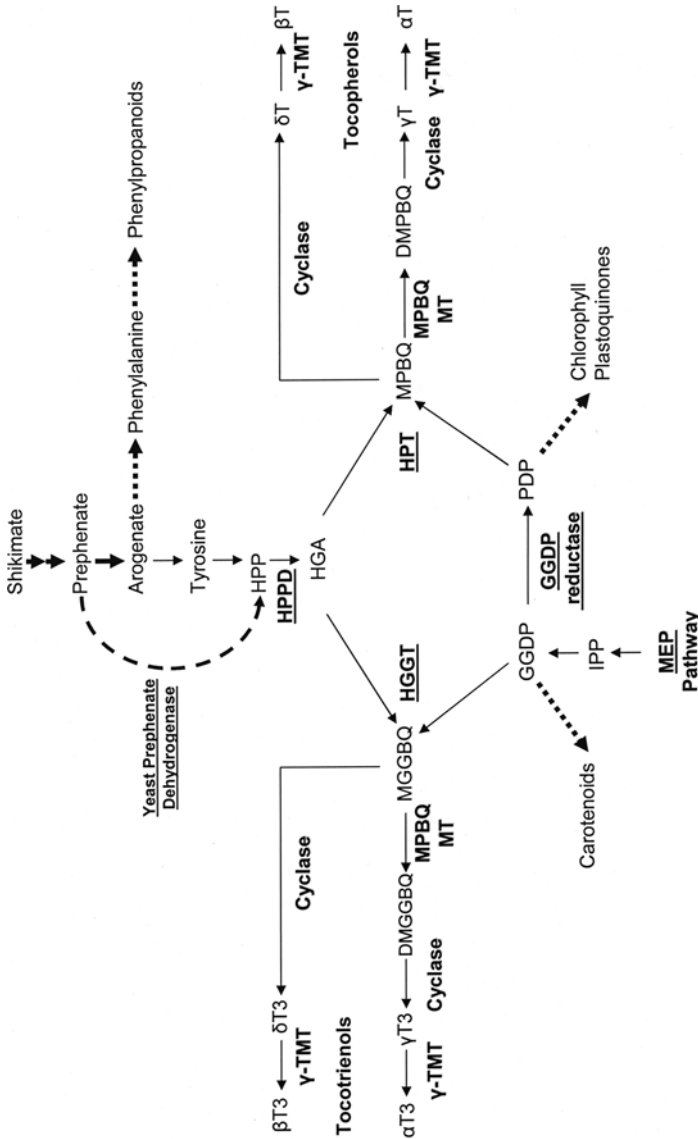 Shikimate
Prephenate
Arogenate
Phenylalanine
Phenylpropanoids
Yeast Prephenate
Dehydrogenase
Tyrosine
HPP
HPPD
HGA
βT3
δT3
γ-TMT
Cyclase
Tocotrienols
αT3
γT3
DMGGBQ
MGGBQ
γ-TMT
Cyclase
MPBQ
MT
HGGT
HPT
Cyclase
δT
βT
γ-TMT
Tocopherols
MPBQ
DMPBQ
γT
αT
MPBQ
MT
Cyclase
γ-TMT
GGDP
PDP
GGDP
reductase
IPP
MEP
Pathway
Carotenoids
Chlorophyll
Plastoquinones